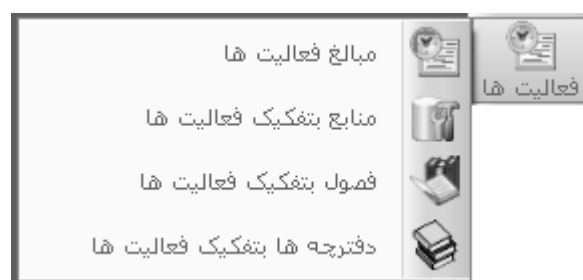 فعالیت ها
مبالغ فعالیت ها
منابع بتفکیک فعالیت ها
فصول بتفکیک فعالیت ها
دفترچه ها بتفکیک فعالیت ها